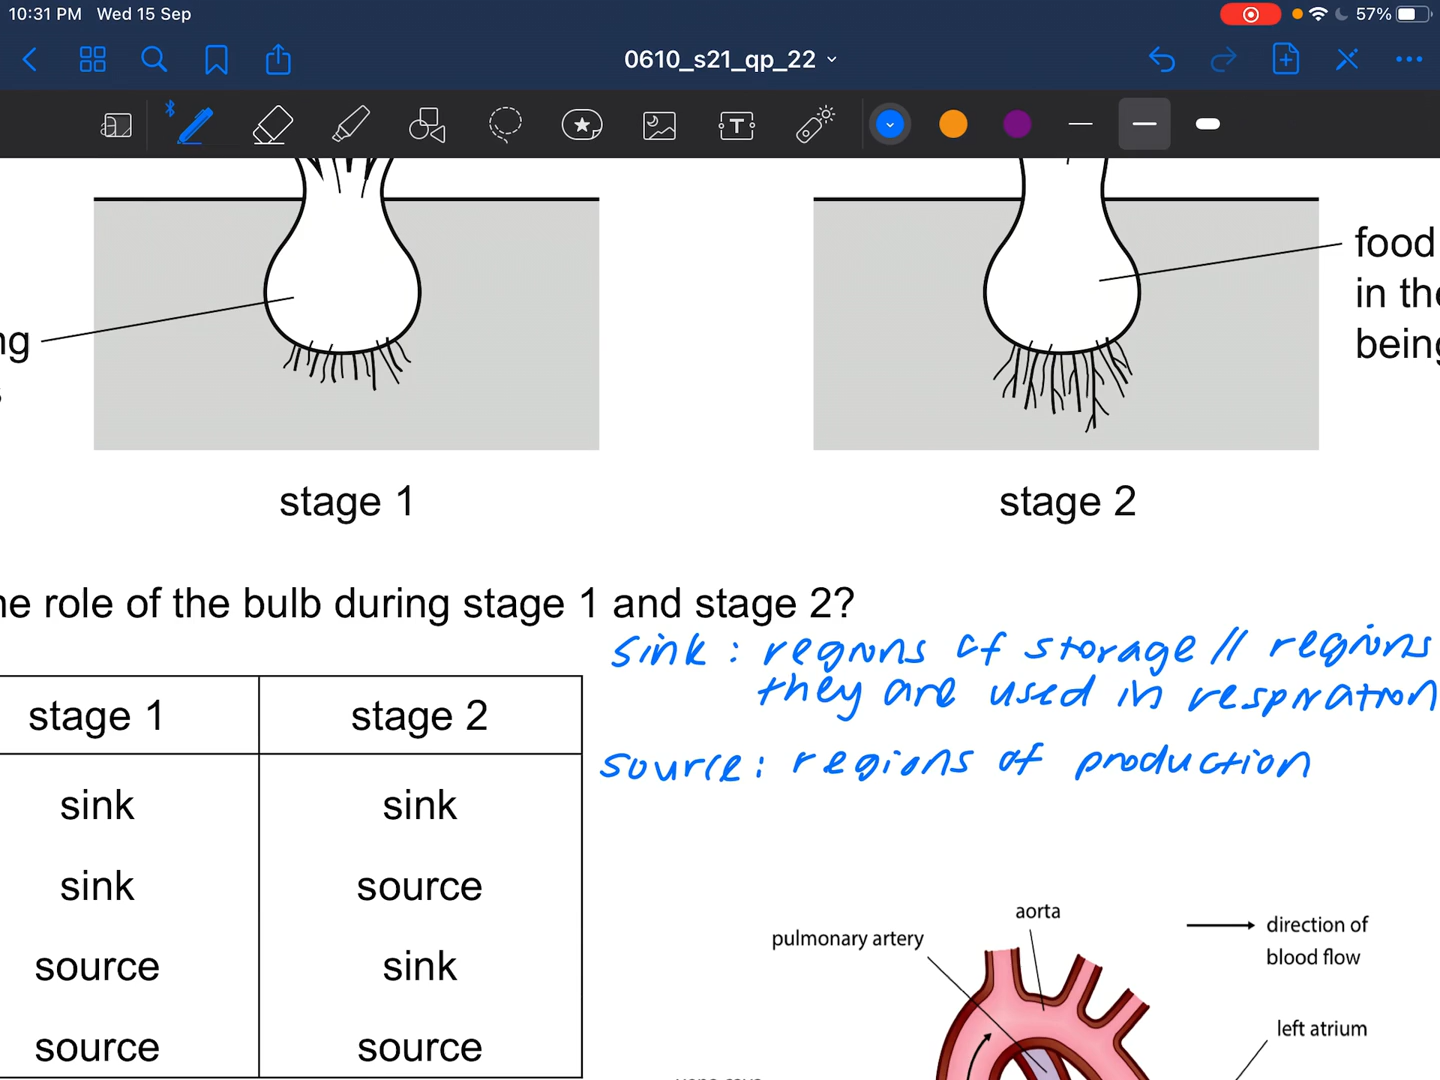 10:31 PM Wed 15 Sep
57%
0610_s21_qp_22
T
food
in the
ng
being
stage 1
stage 2
he role of the bulb during stage 1 and stage 2?
sink : regions of storage // regions
they are used in respiration
source : regions of production
stage 1 stage 2
sink sink
sink source
source sink
source source
aorta
pulmonary artery
direction of
blood flow
left atrium